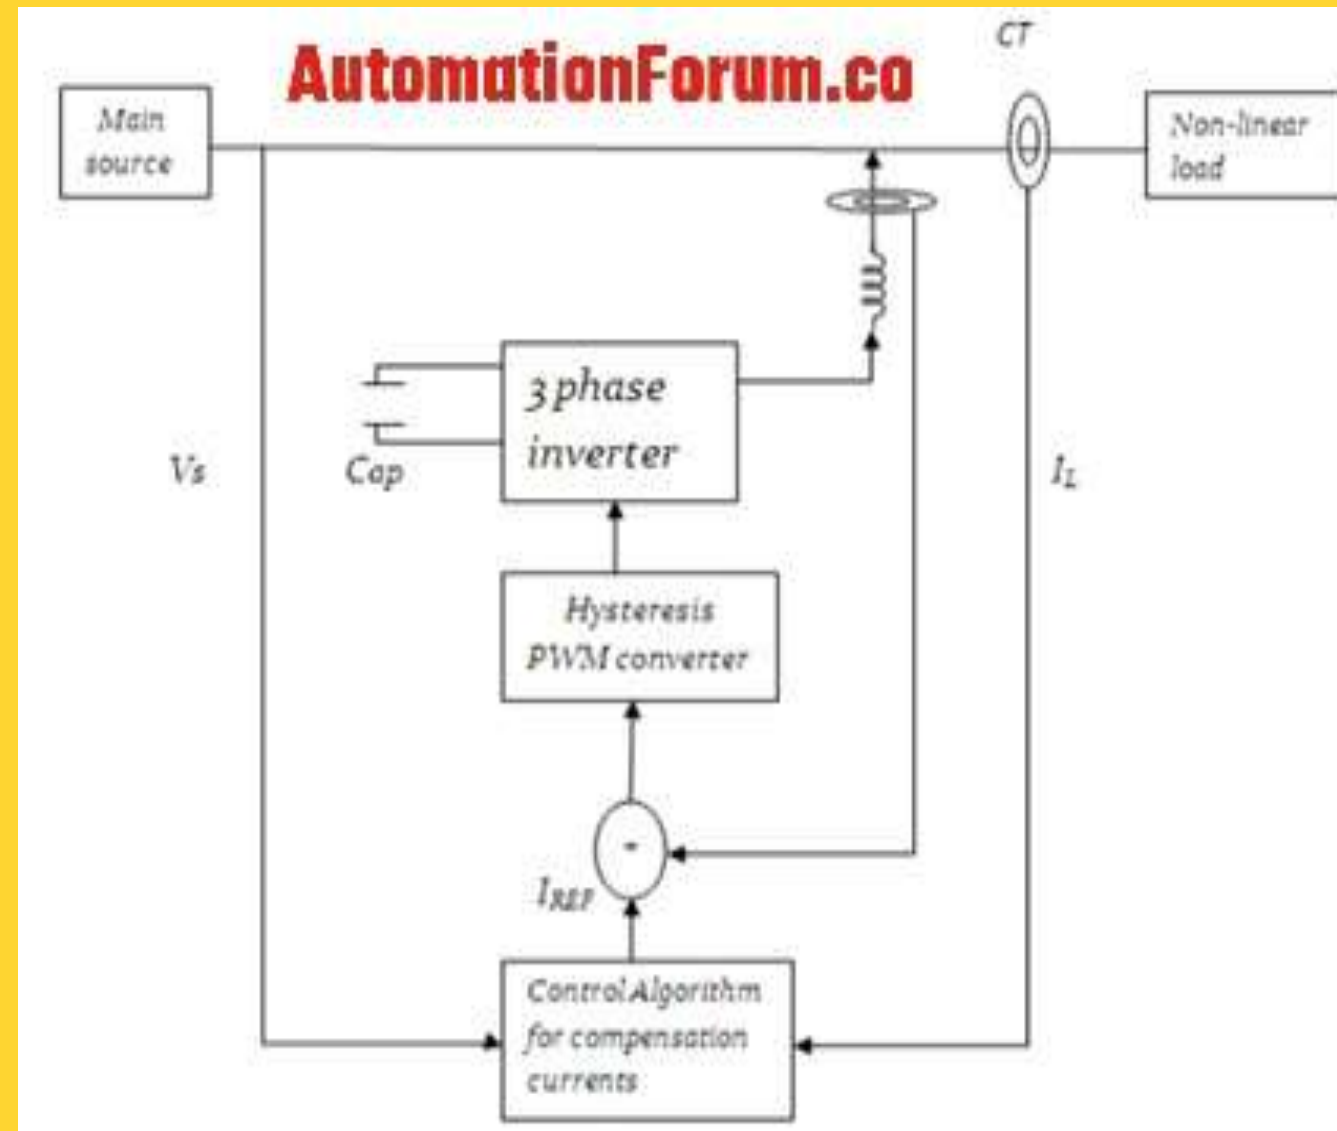 CT
AutomationForum.co
Main
source
Non-linear
load
3 phase
inverter
Vs
Cap
IL
Hysteresis
PWM converter
-
IREF
Control Algorithm
for compensation
currents